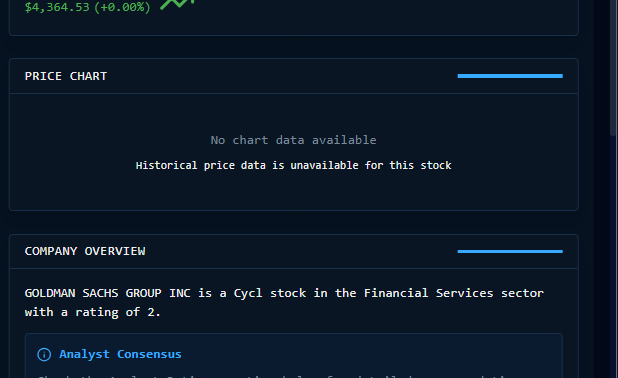 $4,364.53 (+0.00%)
PRICE CHART
No chart data available
Historical price data is unavailable for this stock
COMPANY OVERVIEW
GOLDMAN SACHS GROUP INC is a Cycl stock in the Financial Services sector
with a rating of 2.
Analyst Consensus